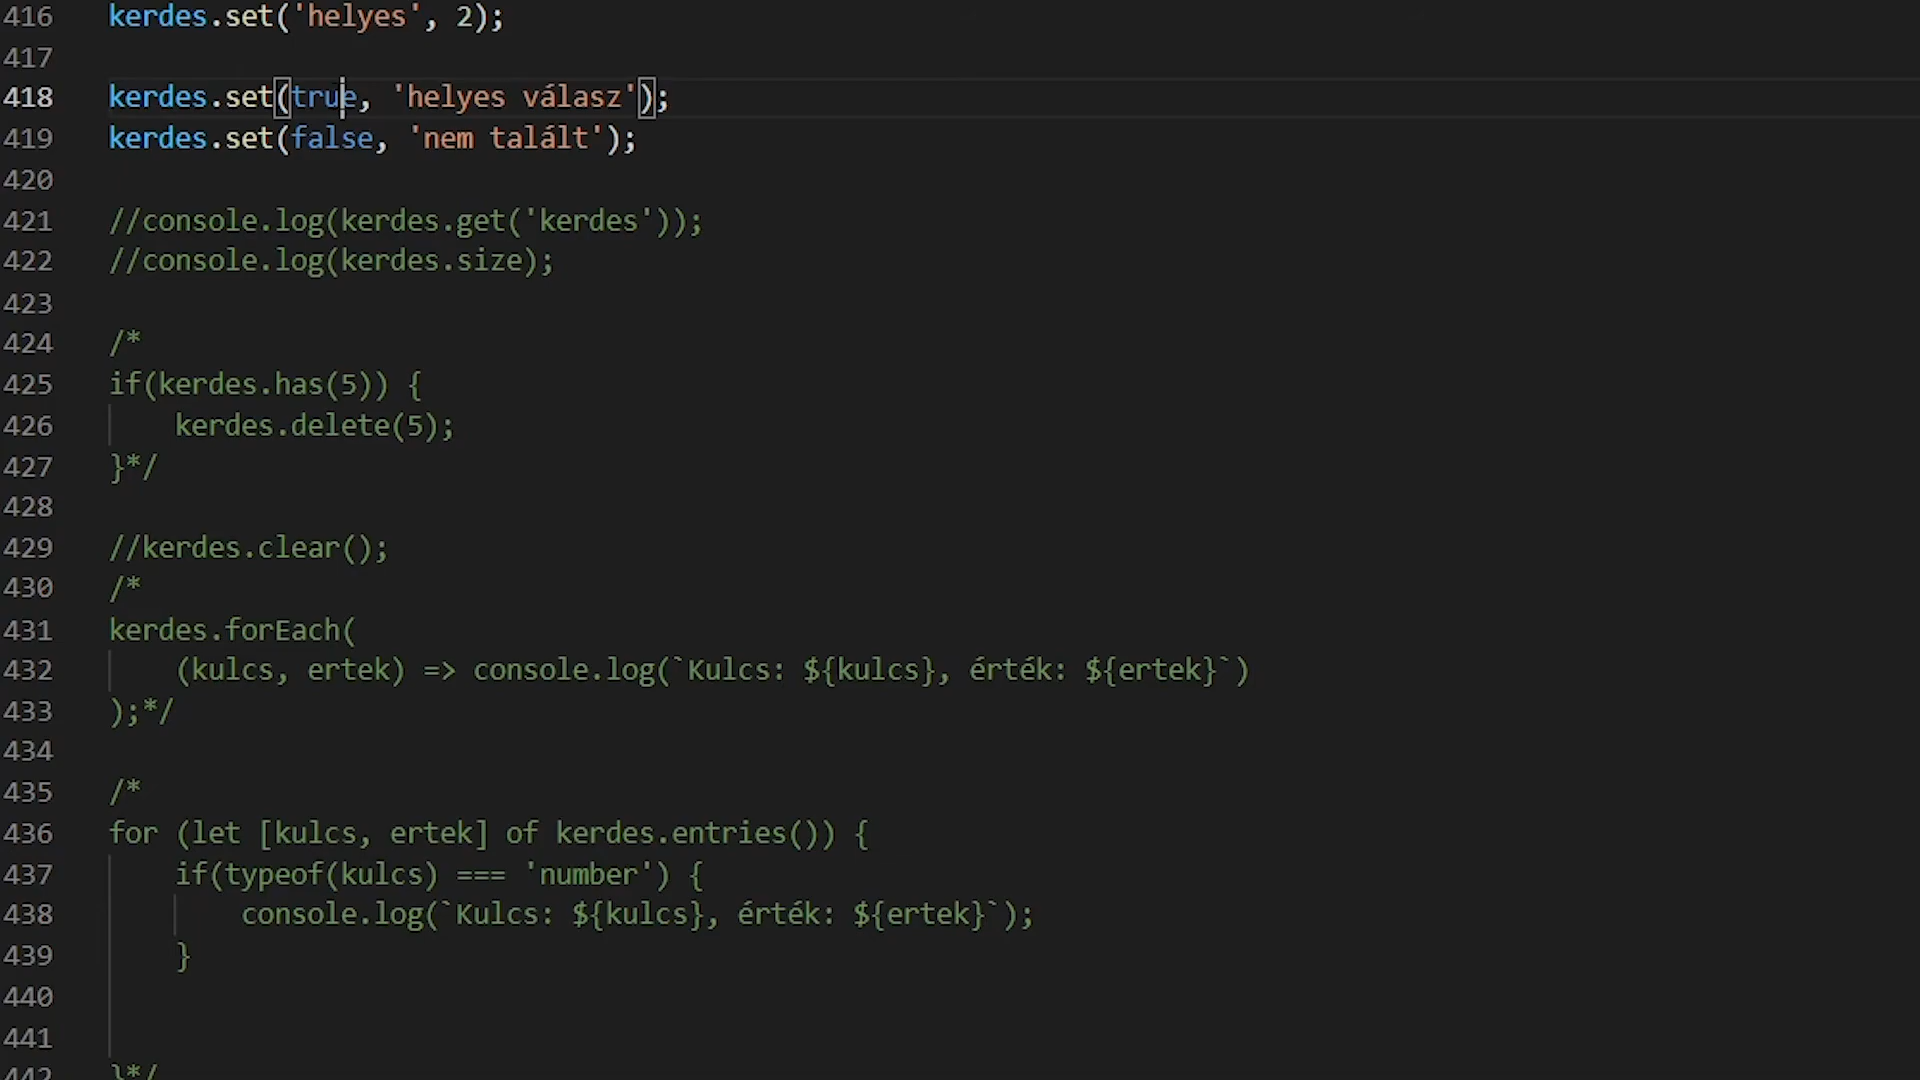 416 kerdes.set('helyes', 2);
417
418 kerdes.set(true, 'helyes válasz');
419 kerdes.set(false, 'nem talált');
420
421 //console.log(kerdes.get('kerdes'));
422 //console.log(kerdes.size);
423
424 /*
425 if(kerdes.has(5)) {
426 kerdes.delete(5);
427 }*/
428
429 //kerdes.clear();
430 /*
431 kerdes.forEach(
432 (kulcs, ertek) => console.log(`Kulcs: ${kulcs}, érték: ${ertek}`)
433 );*/
434
435 /*
436 for (let [kulcs, ertek] of kerdes.entries()) {
437 if(typeof(kulcs) === 'number') {
438 console.log(`Kulcs: ${kulcs}, érték: ${ertek}`);
439 }
440
441
442 }*/